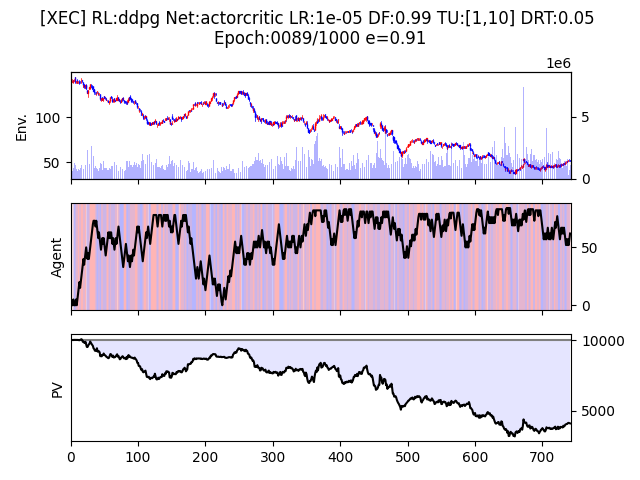 [XEC] RL:ddpg Net:actorcritic LR:1e-05 DF:0.99 TU:[1,10] DRT:0.05
Epoch:0089/1000 e=0.91
1e6
Env.
100
50
5
0
Agent
50
0
PV
10000
5000
0 100 200 300 400 500 600 700